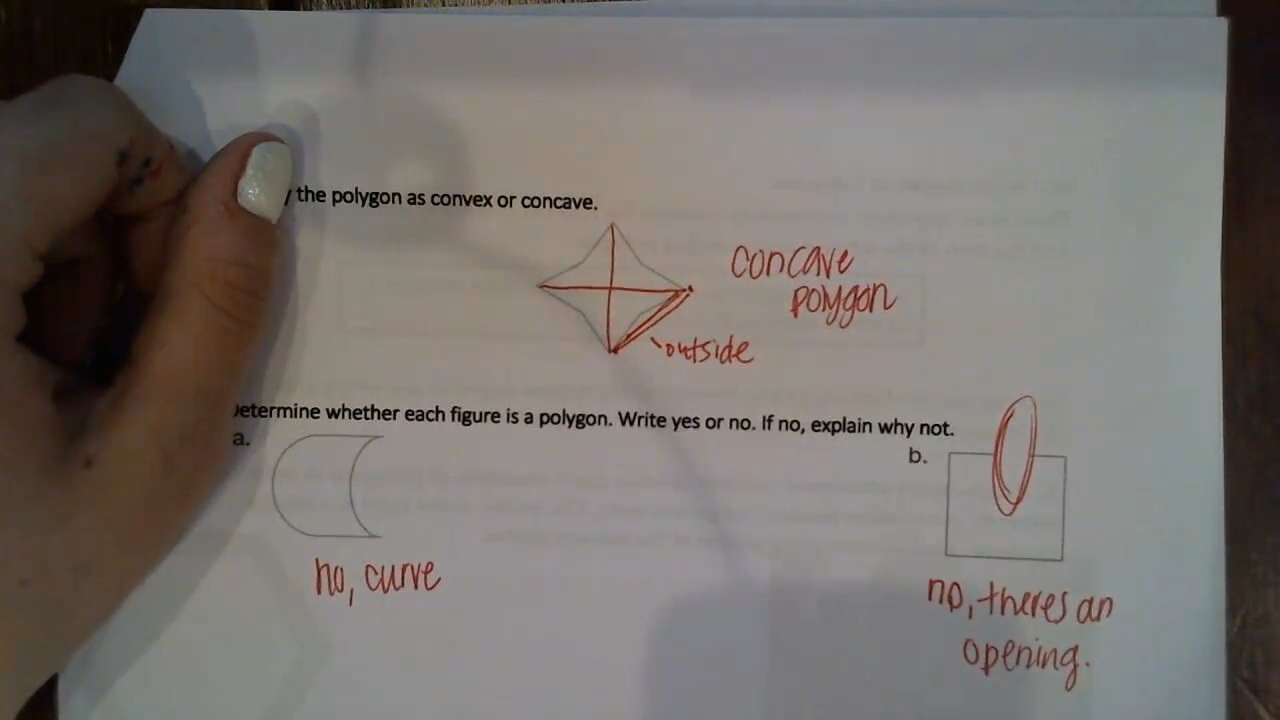 the polygon as convex or concave.
concave
polygon
outside
etermine whether each figure is a polygon. Write yes or no. If no, explain why not.
a.
b.
no, curve
no, theres an
opening.